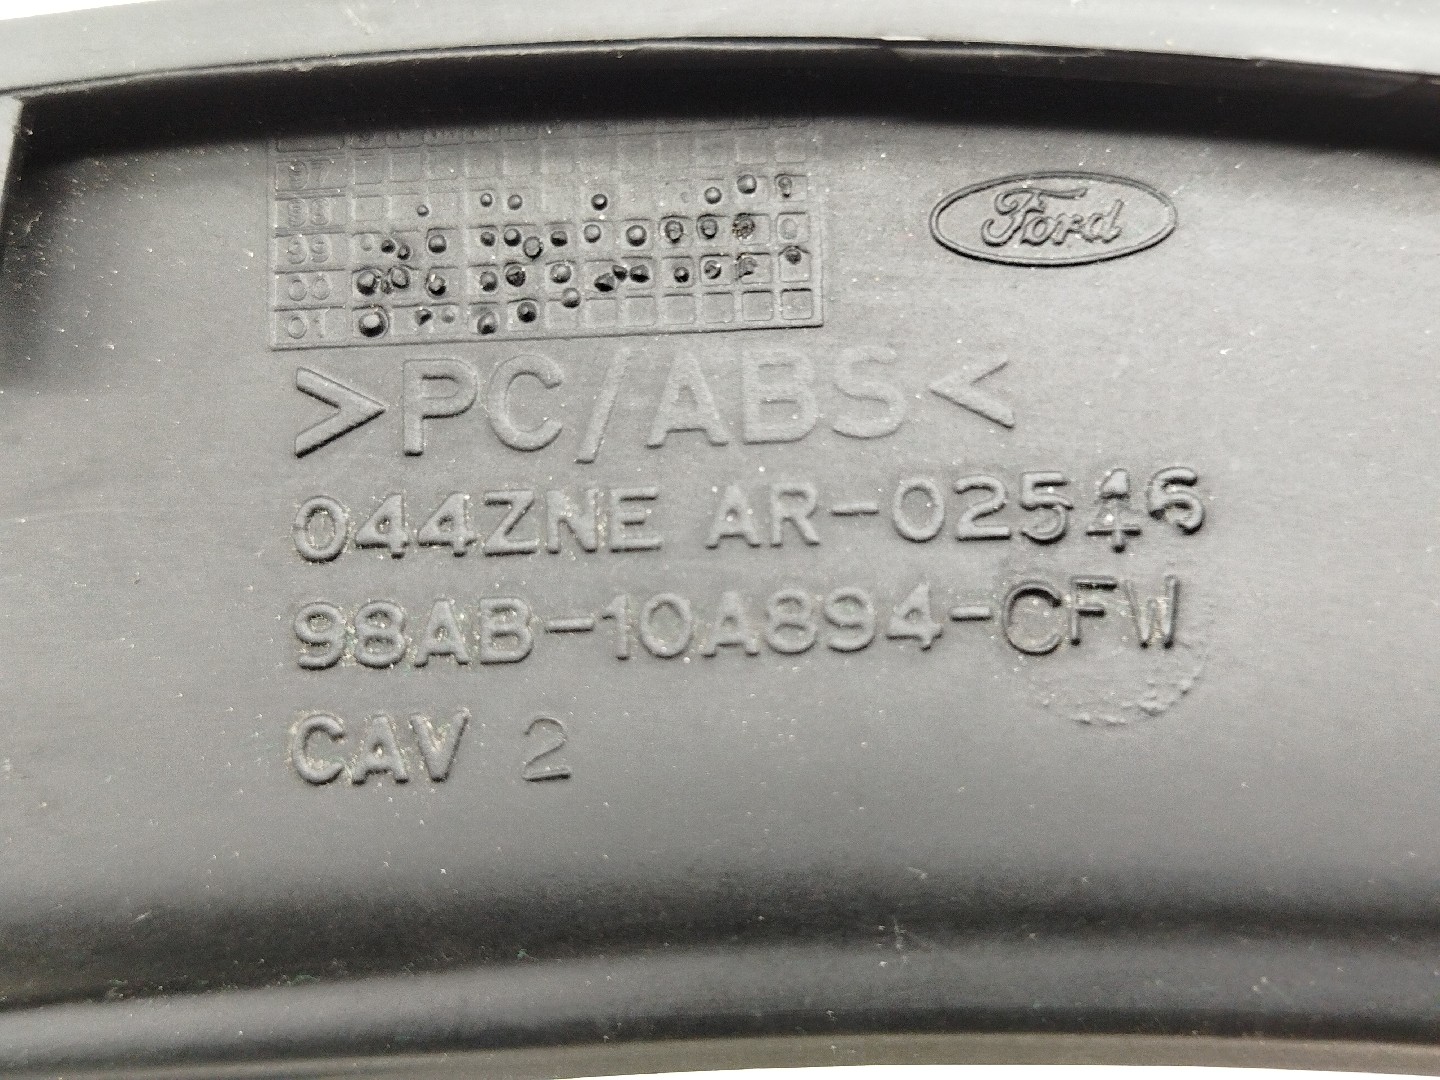 97
98
99
00
01
Ford
>PC/ABS<
044ZNE AR-02546
98AB-10A894-CFW
CAV 2